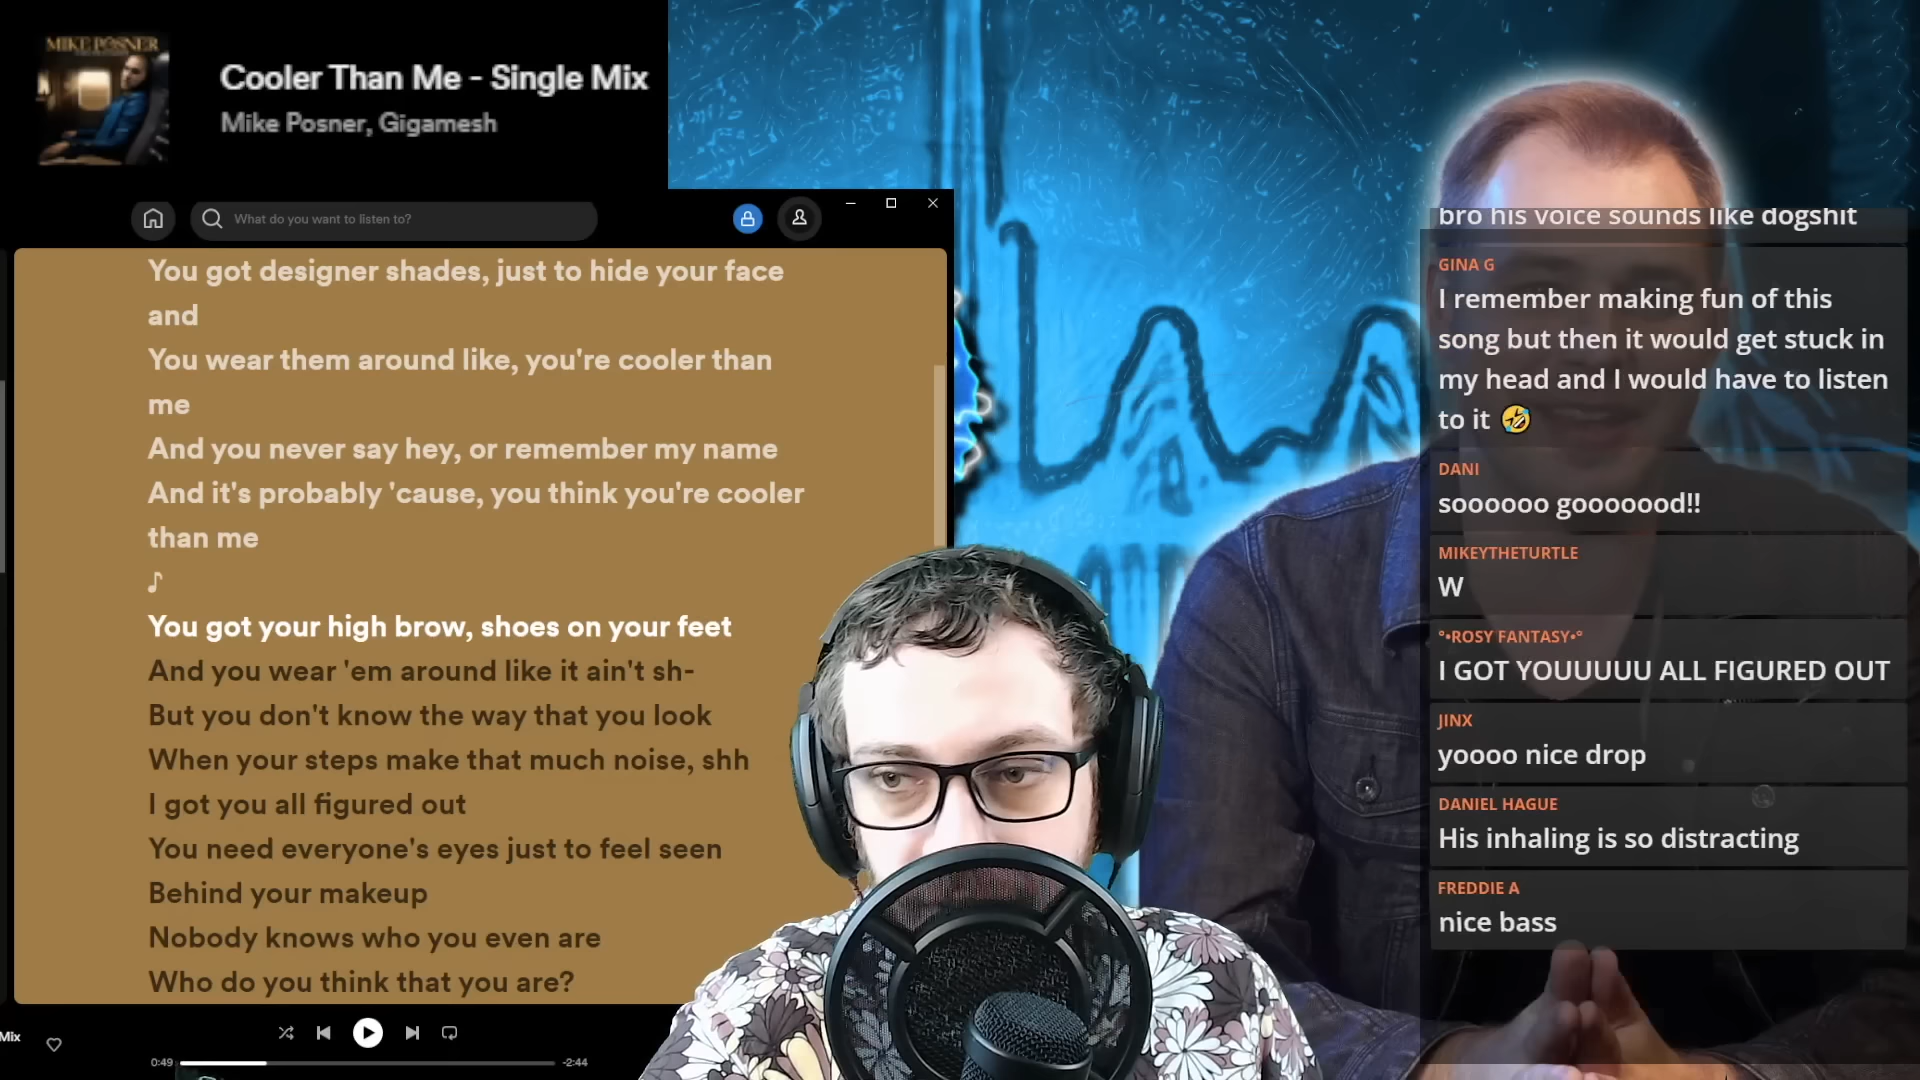 MIKE POSNER
Cooler Than Me - Single Mix
Mike Posner, Gigamesh
What do you want to listen to?
You got designer shades, just to hide your face
and
You wear them around like, you're cooler than
me
And you never say hey, or remember my name
And it's probably 'cause, you think you're cooler
than me
♪
You got your high brow, shoes on your feet
And you wear 'em around like it ain't sh-
But you don't know the way that you look
When your steps make that much noise, shh
I got you all figured out
You need everyone's eyes just to feel seen
Behind your makeup
Nobody knows who you even are
Who do you think that you are?
Mix
0:49
-2:44
bro his voice sounds like dogshit
GINA G
I remember making fun of this
song but then it would get stuck in
my head and I would have to listen
to it 🤣
DANI
soooooo gooooood!!
MIKEYTHETURTLE
W
°•ROSY FANTASY•°
I GOT YOUUUUU ALL FIGURED OUT
JINX
yoooo nice drop
DANIEL HAGUE
His inhaling is so distracting
FREDDIE A
nice bass